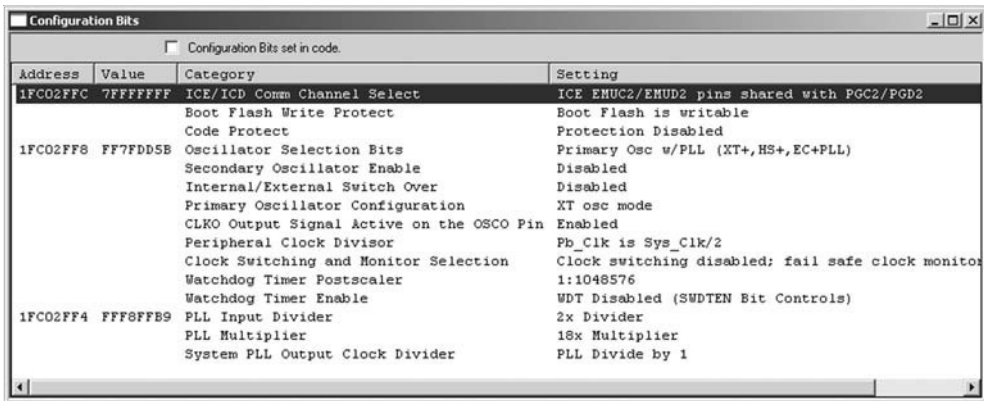 Configuration Bits
Configuration Bits set in code.
Address Value Category Setting
1FC02FFC 7FFFFFFF ICE/ICD Comm Channel Select ICE EMUC2/EMUD2 pins shared with PGC2/PGD2
Boot Flash Write Protect Boot Flash is writable
Code Protect Protection Disabled
1FC02FF8 FF7FDD5B Oscillator Selection Bits Primary Osc w/PLL (XT+,HS+,EC+PLL)
Secondary Oscillator Enable Disabled
Internal/External Switch Over Disabled
Primary Oscillator Configuration XT osc mode
CLKO Output Signal Active on the OSCO Pin Enabled
Peripheral Clock Divisor Pb_Clk is Sys_Clk/2
Clock Switching and Monitor Selection Clock switching disabled; fail safe clock monitor
Watchdog Timer Postscaler 1:1048576
Watchdog Timer Enable WDT Disabled (SWDTEN Bit Controls)
1FC02FF4 FFF8FFB9 PLL Input Divider 2x Divider
PLL Multiplier 18x Multiplier
System PLL Output Clock Divider PLL Divide by 1